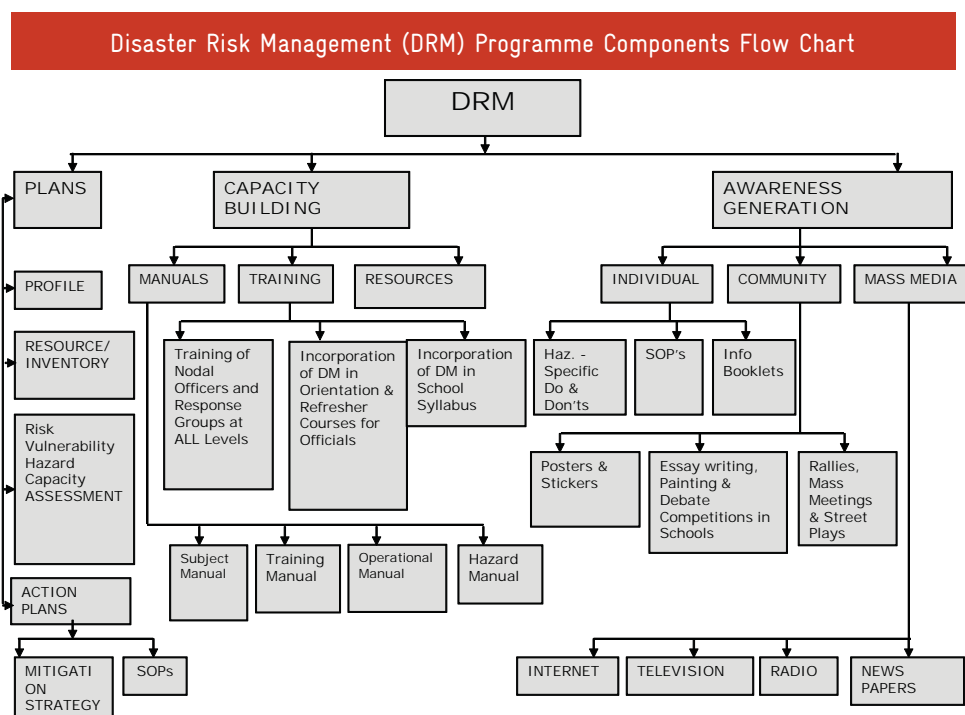 Disaster Risk Management (DRM) Programme Components Flow Chart
DRM
PLANS
CAPACITY
BUILDING
AWARENESS
GENERATION
PROFILE
MANUALS
TRAINING
RESOURCES
INDIVIDUAL
COMMUNITY
MASS MEDIA
RESOURCE/
INVENTORY
Training of
Nodal
Officers and
Response
Groups at
ALL Levels
Incorporation
of DM in
Orientation &
Refresher
Courses for
Officials
Incorporation
of DM in
School
Syllabus
Haz. -
Specific
Do &
Don'ts
SOP's
Info
Booklets
Risk
Vulnerability
Hazard
Capacity
ASSESSMENT
Posters &
Stickers
Essay writing,
Painting &
Debate
Competitions in
Schools
Rallies,
Mass
Meetings
& Street
Plays
Subject
Manual
Training
Manual
Operational
Manual
Hazard
Manual
ACTION
PLANS
MITIGATI
ON
STRATEGY
SOPs
INTERNET
TELEVISION
RADIO
NEWS
PAPERS